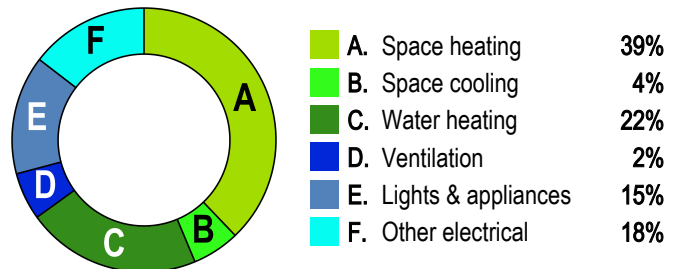 A
B
C
D
E
F
A. Space heating 39%
B. Space cooling 4%
C. Water heating 22%
D. Ventilation 2%
E. Lights & appliances 15%
F. Other electrical 18%